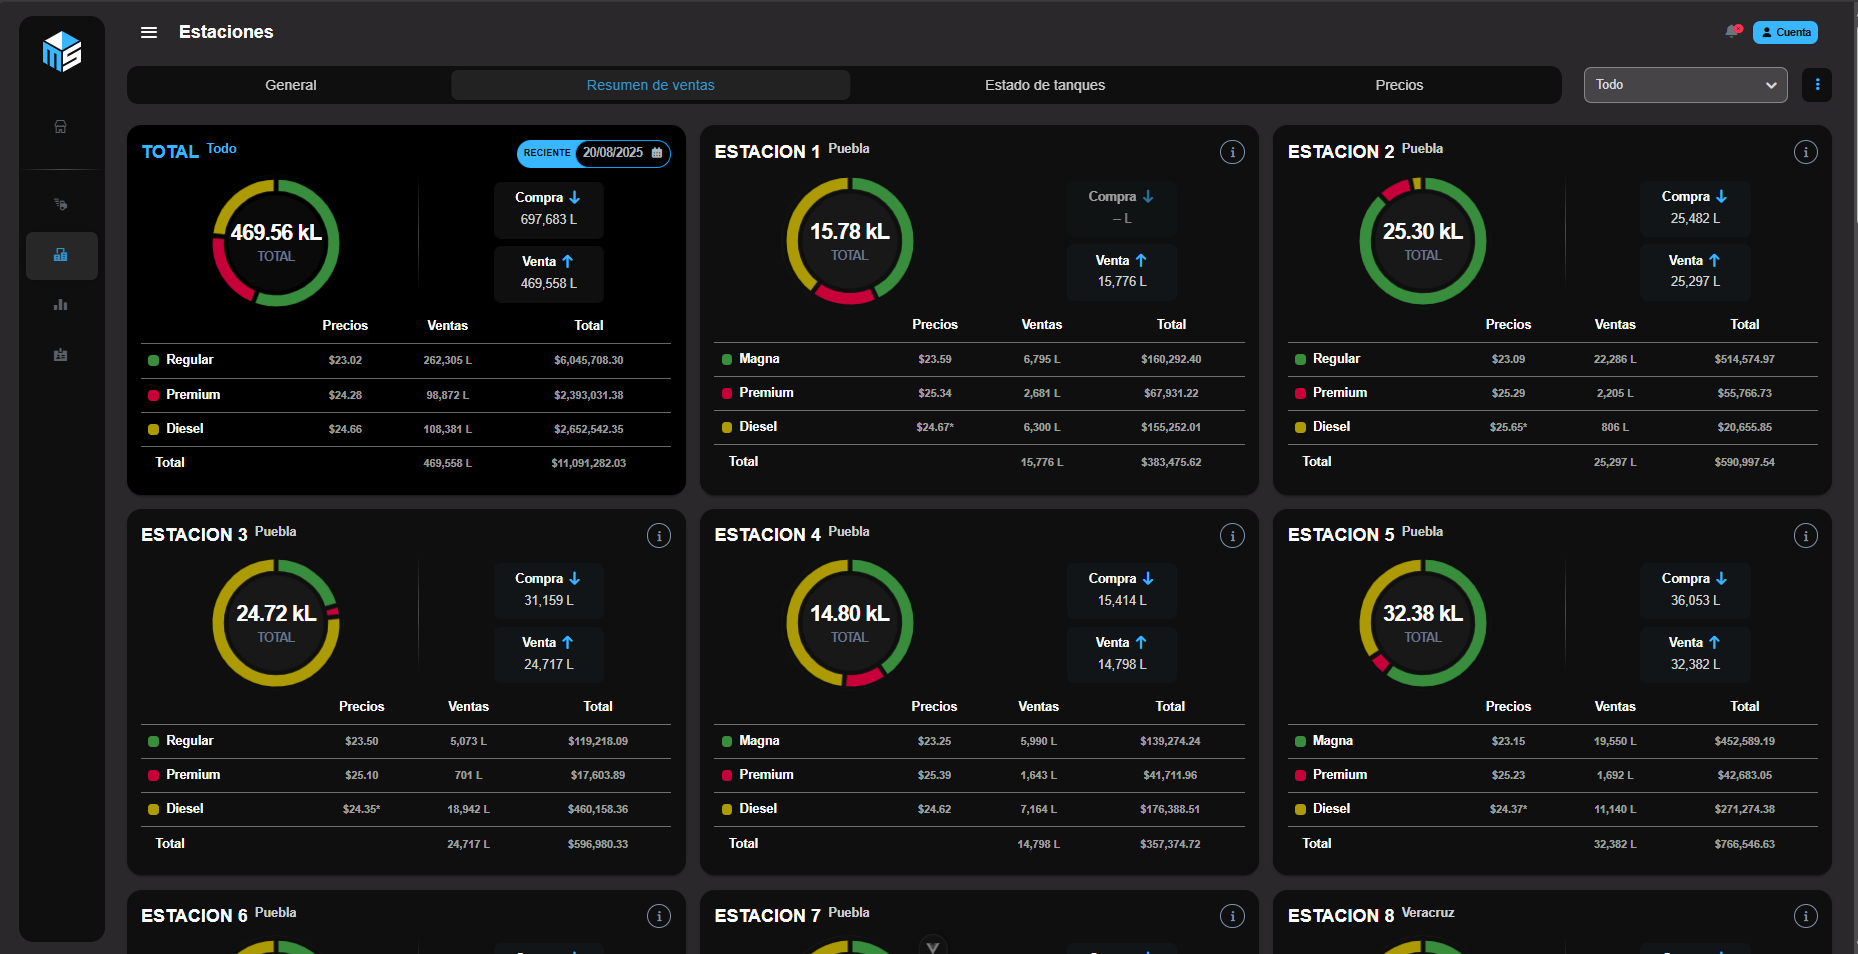 Estaciones
Cuenta
General
Resumen de ventas
Estado de tanques
Precios
Todo
TOTAL Todo
RECIENTE 20/08/2025
469.56 kL
TOTAL
Compra
697,683 L
Venta
469,558 L
Precios Ventas Total
Regular $23.02 262,305 L $6,045,708.30
Premium $24.28 98,872 L $2,393,031.38
Diesel $24.66 108,381 L $2,652,542.35
Total 469,558 L $11,091,282.03
ESTACION 1 Puebla
15.78 kL
TOTAL
Compra
-- L
Venta
15,776 L
Precios Ventas Total
Magna $23.59 6,795 L $160,292.40
Premium $25.34 2,681 L $67,931.22
Diesel $24.67* 6,300 L $155,252.01
Total 15,776 L $383,475.62
ESTACION 2 Puebla
25.30 kL
TOTAL
Compra
25,482 L
Venta
25,297 L
Precios Ventas Total
Regular $23.09 22,286 L $514,574.97
Premium $25.29 2,205 L $55,766.73
Diesel $25.65* 806 L $20,655.85
Total 25,297 L $590,997.54
ESTACION 3 Puebla
24.72 kL
TOTAL
Compra
31,159 L
Venta
24,717 L
Precios Ventas Total
Regular $23.50 5,073 L $119,218.09
Premium $25.10 701 L $17,603.89
Diesel $24.35* 18,942 L $460,158.36
Total 24,717 L $596,980.33
ESTACION 4 Puebla
14.80 kL
TOTAL
Compra
15,414 L
Venta
14,798 L
Precios Ventas Total
Magna $23.25 5,990 L $139,274.24
Premium $25.39 1,643 L $41,711.96
Diesel $24.62 7,164 L $176,388.51
Total 14,798 L $357,374.72
ESTACION 5 Puebla
32.38 kL
TOTAL
Compra
36,053 L
Venta
32,382 L
Precios Ventas Total
Magna $23.15 19,550 L $452,589.19
Premium $25.23 1,692 L $42,683.05
Diesel $24.37* 11,140 L $271,274.38
Total 32,382 L $766,546.63
ESTACION 6 Puebla
ESTACION 7 Puebla
ESTACION 8 Veracruz